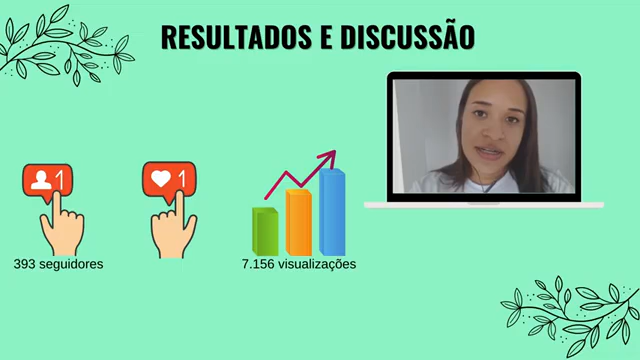 RESULTADOS E DISCUSSÃO
1
1
393 seguidores
7.156 visualizações